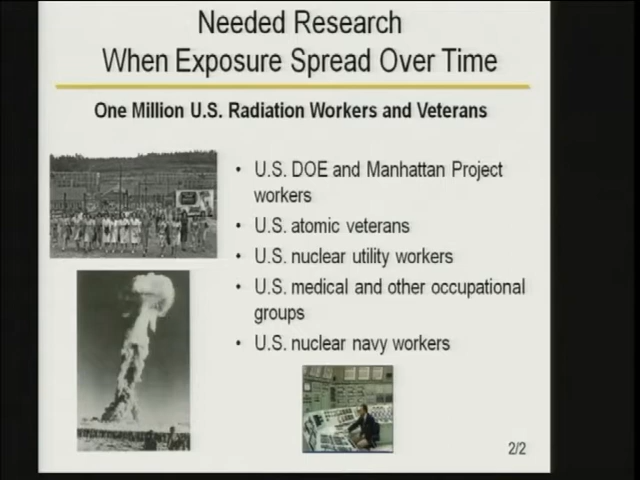 Needed Research
When Exposure Spread Over Time
One Million U.S. Radiation Workers and Veterans
• U.S. DOE and Manhattan Project
workers
• U.S. atomic veterans
• U.S. nuclear utility workers
• U.S. medical and other occupational
groups
• U.S. nuclear navy workers
2/2